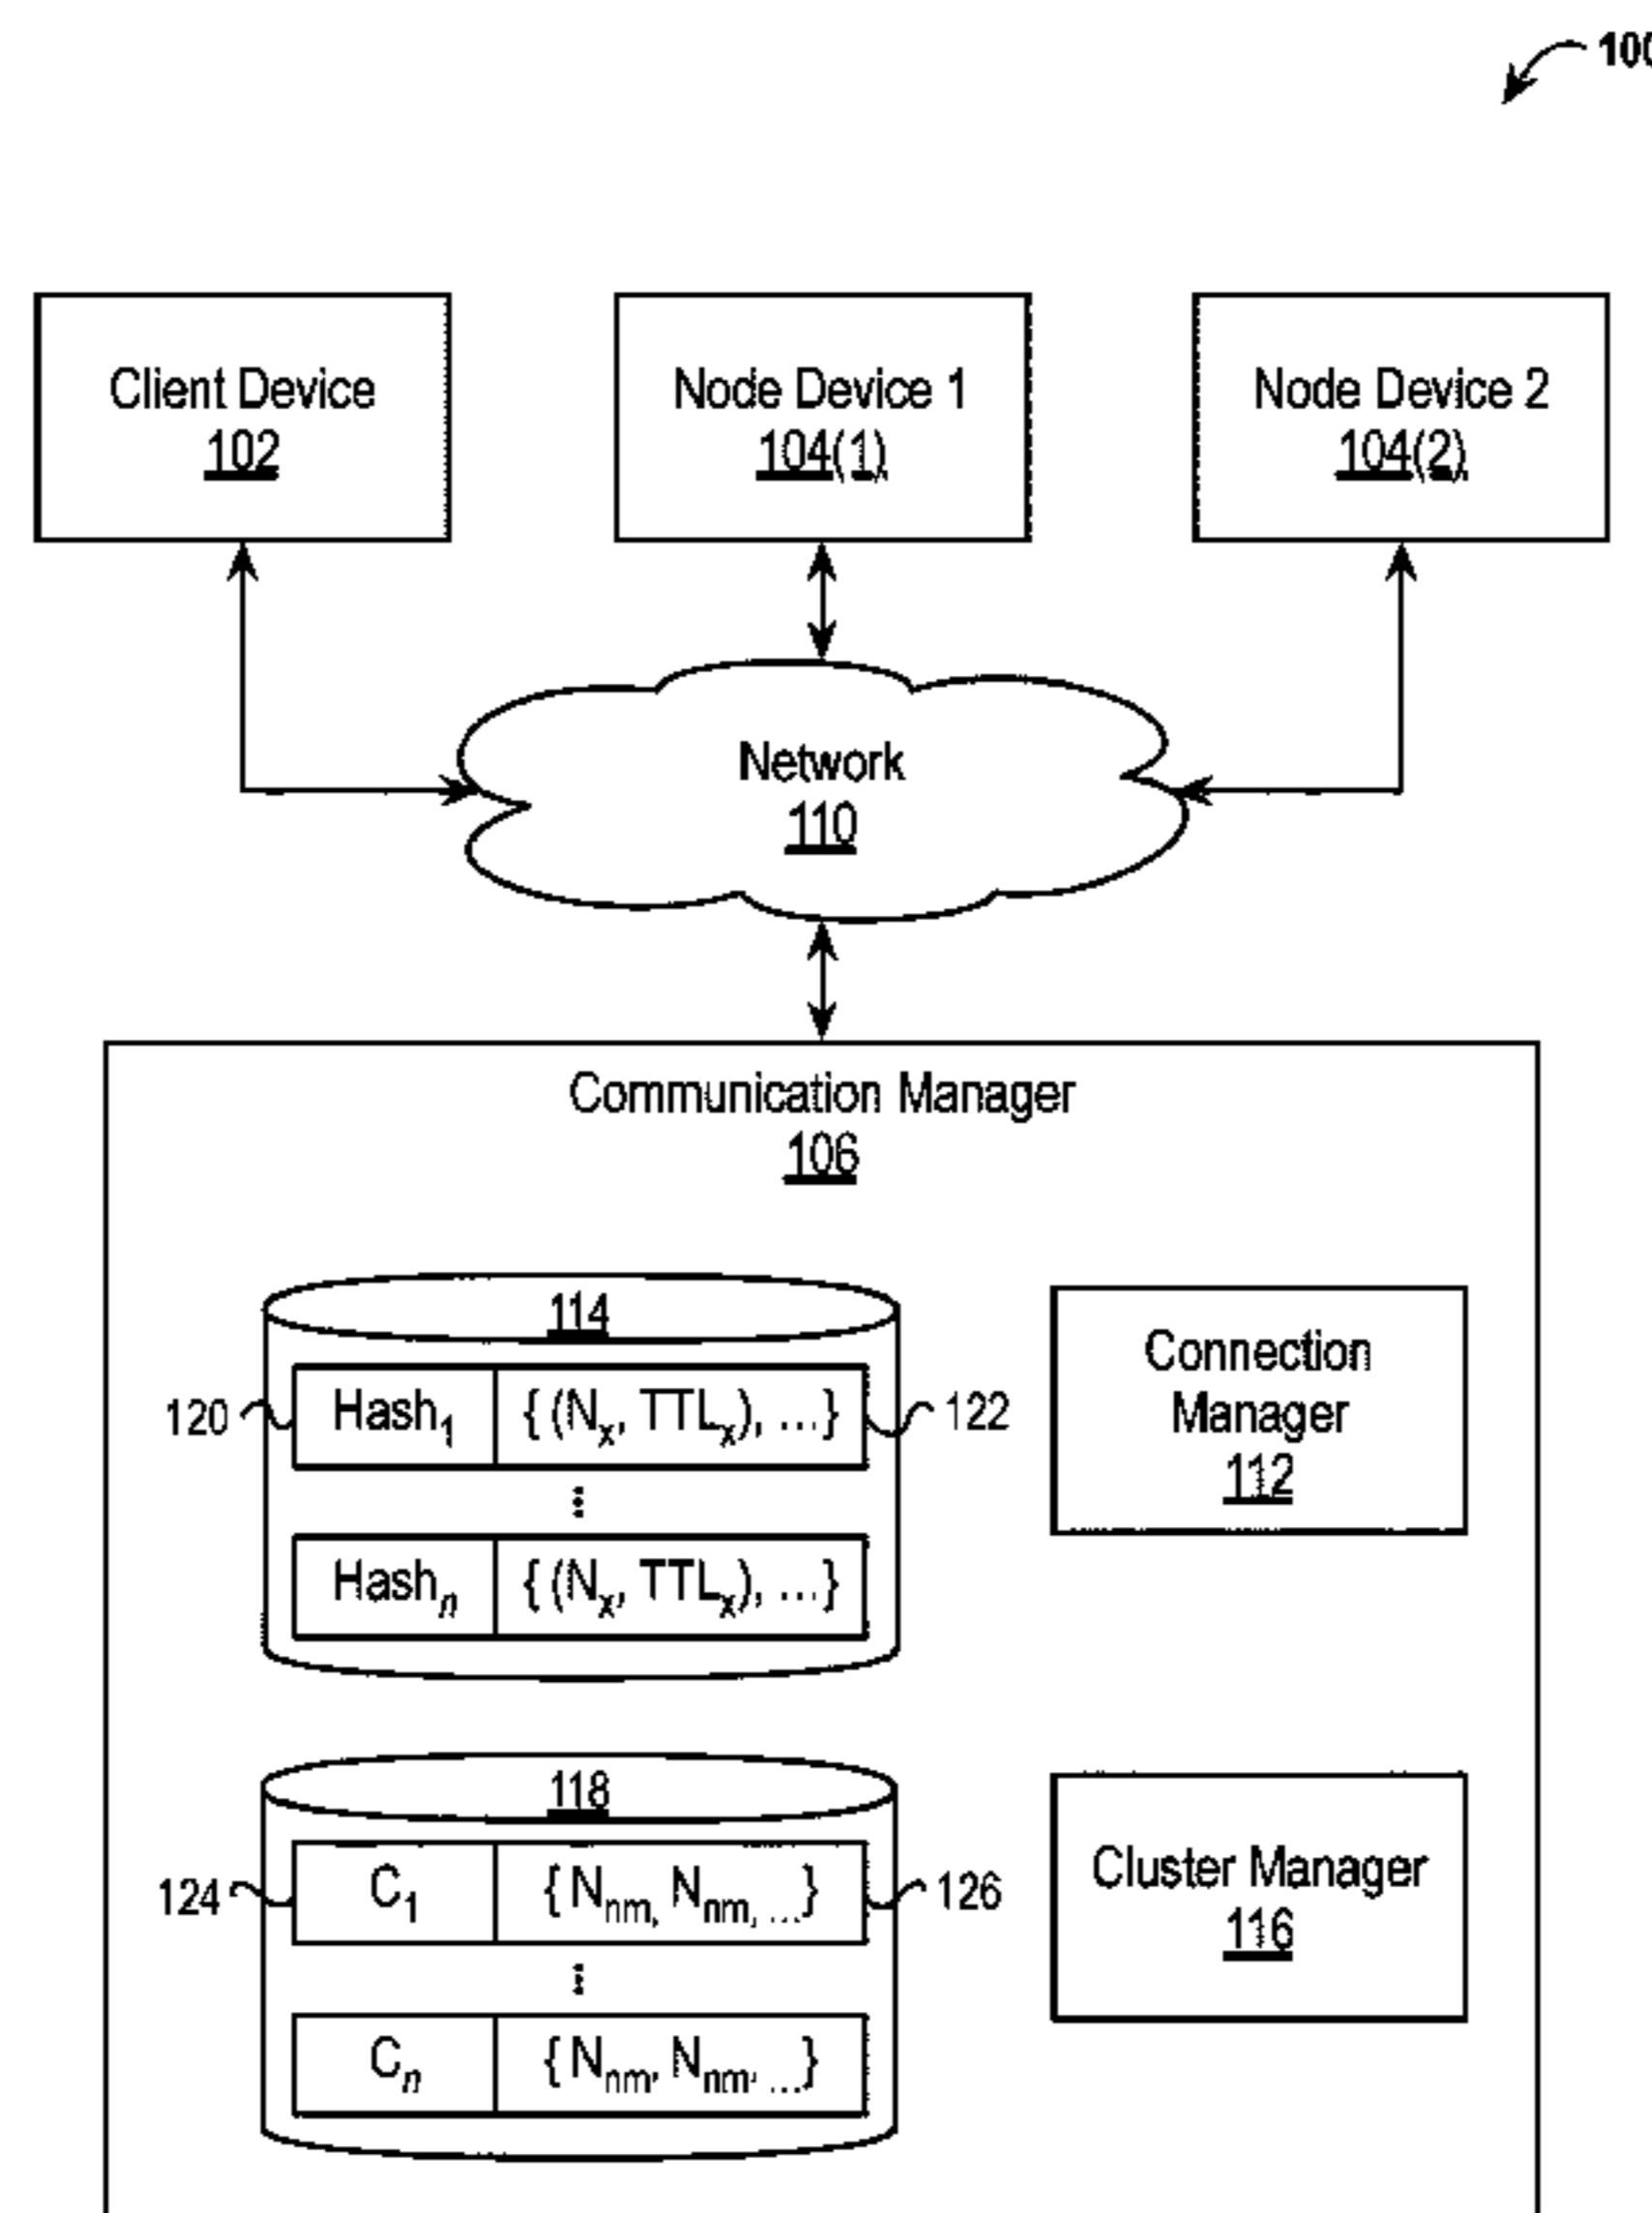 100
Client Device
102
Node Device 1
104(1)
Node Device 2
104(2)
Network
110
Communication Manager
106
114
120
Hash1
{ (Nx, TTLx), ...}
122
⋮
Hashn
{ (Nx, TTLx), ...}
Connection
Manager
112
118
124
C1
{ Nnm, Nnm, ...}
126
⋮
Cn
{ Nnm, Nnm, ...}
Cluster Manager
116